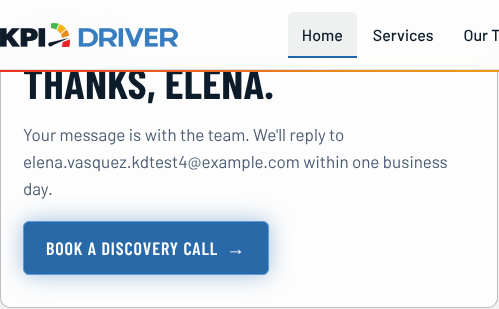 KPI DRIVER
Home Services Our T
THANKS, ELENA.
Your message is with the team. We'll reply to
elena.vasquez.kdtest4@example.com within one business
day.
BOOK A DISCOVERY CALL →